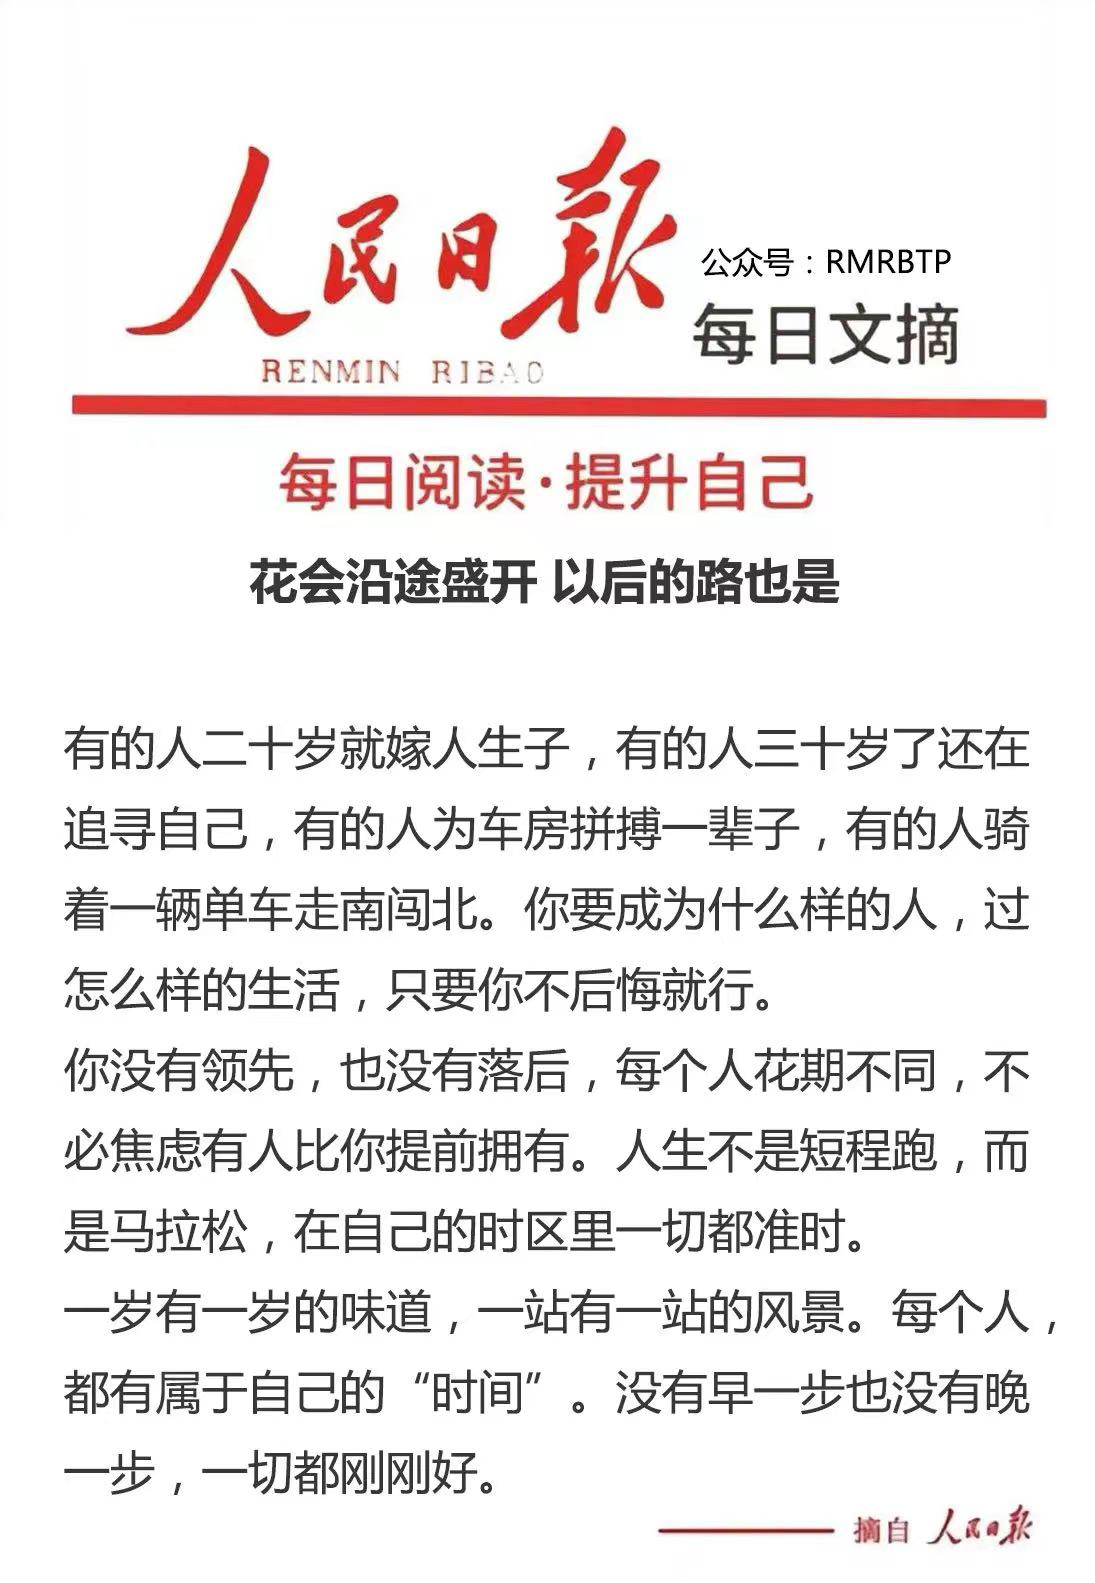 人民日报
公众号：RMRBTP
每日文摘
RENMIN RIBAO
每日阅读·提升自己
花会沿途盛开 以后的路也是
有的人二十岁就嫁人生子，有的人三十岁了还在
追寻自己，有的人为车房拼搏一辈子，有的人骑
着一辆单车走南闯北。你要成为什么样的人，过
怎么样的生活，只要你不后悔就行。
你没有领先，也没有落后，每个人花期不同，不
必焦虑有人比你提前拥有。人生不是短程跑，而
是马拉松，在自己的时区里一切都准时。
一岁有一岁的味道，一站有一站的风景。每个人，
都有属于自己的“时间”。没有早一步也没有晚
一步，一切都刚刚好。
摘自 人民日报